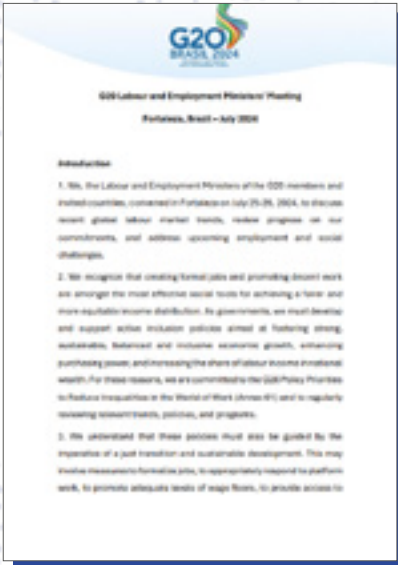 G20
BRASIL 2024
G20 Labour and Employment Ministers' Meeting
Fortaleza, Brazil – July 2024
Introduction
1. We, the Labour and Employment Ministers of the G20 members and
invited countries, convened in Fortaleza on July 25-26, 2024, to discuss
recent global labour market trends, review progress on our
commitments, and address upcoming employment and social
challenges.
2. We recognize that creating formal jobs and promoting decent work
are amongst the most effective social tools for achieving a fairer and
more equitable income distribution. As governments, we must develop
and support active inclusion policies aimed at fostering strong,
sustainable, balanced and inclusive economic growth, enhancing
purchasing power, and increasing the share of labour income in national
wealth. For these reasons, we are committed to the G20 Policy Priorities
to Reduce Inequalities in the World of Work (Annex 01) and to regularly
reviewing relevant trends, policies, and programs.
3. We understand that these policies must also be guided by the
imperative of a just transition and sustainable development. This may
involve measures to formalize jobs, to appropriately respond to platform
work, to promote adequate levels of wage floors, to provide access to